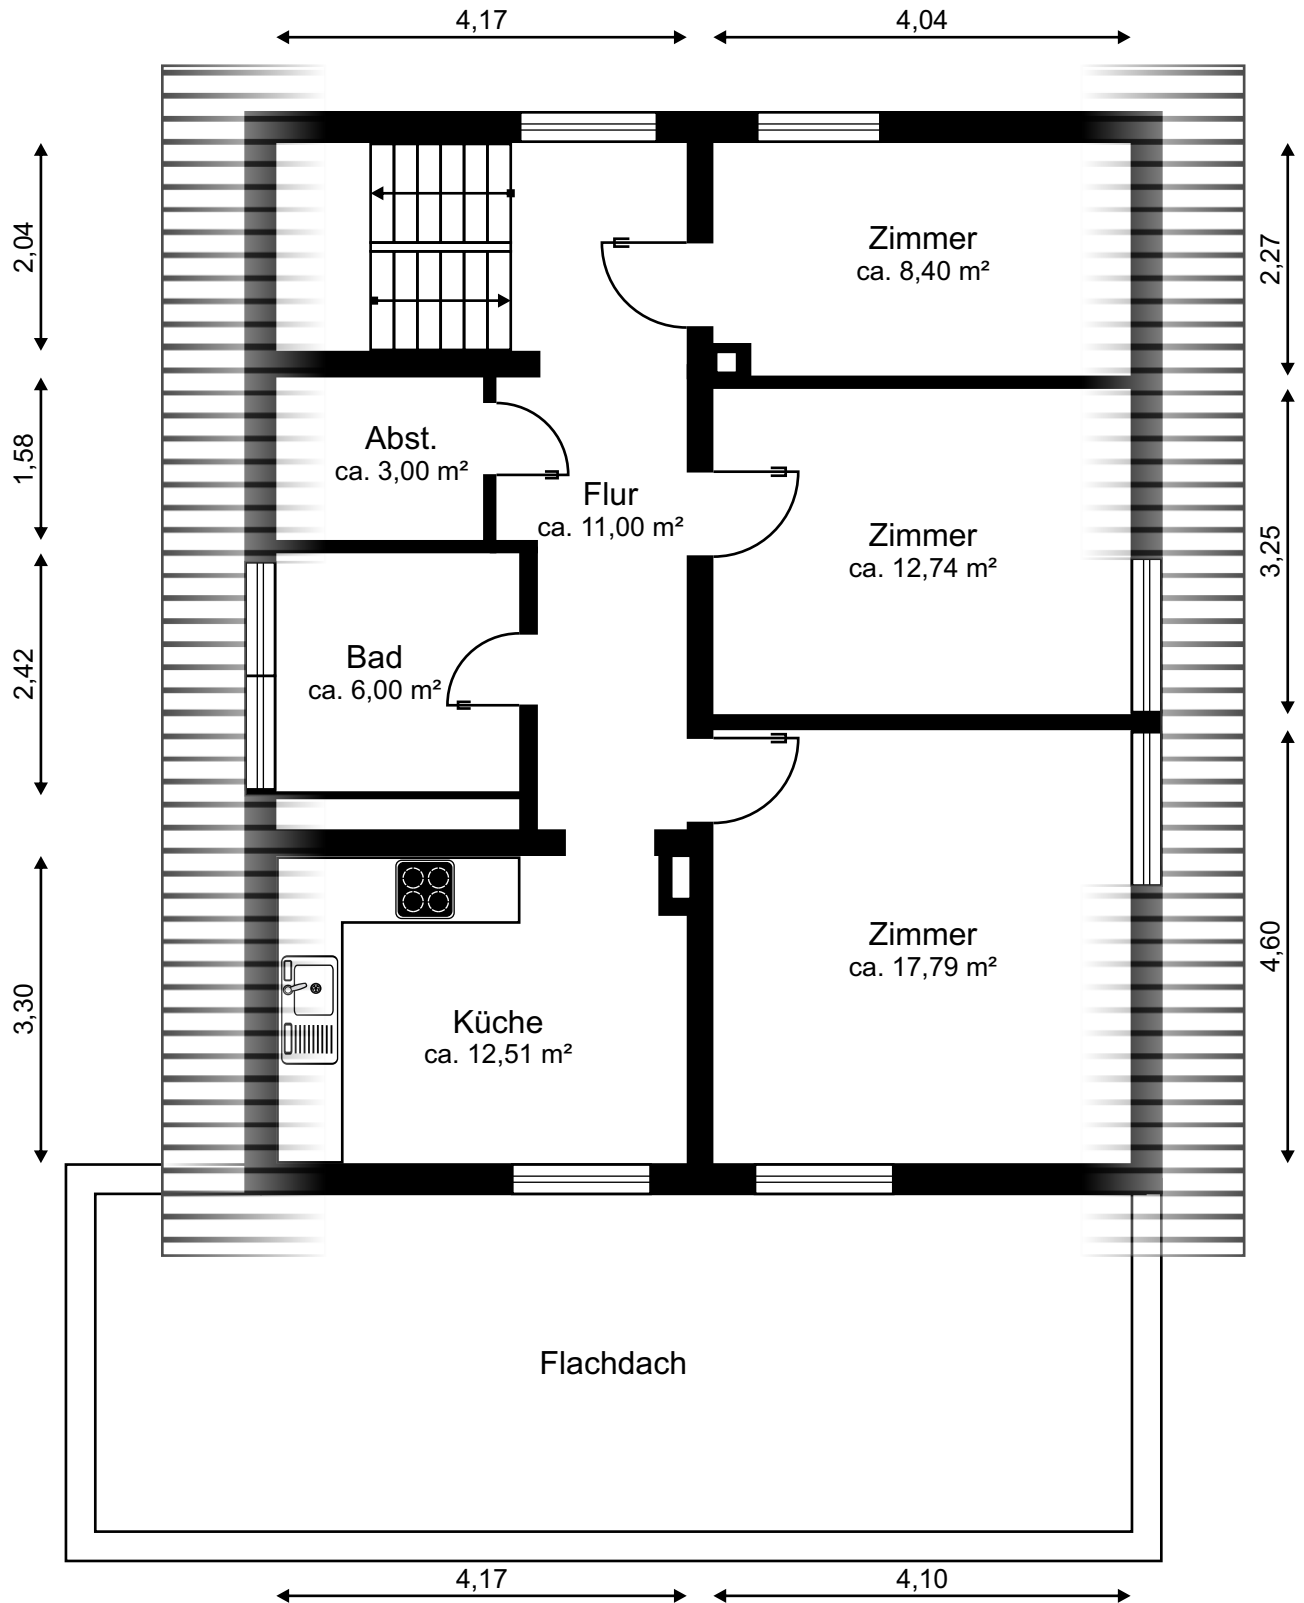 4,17
4,04
2,04
Zimmer
ca. 8,40 m²
2,27
Abst.
ca. 3,00 m²
1,58
Flur
ca. 11,00 m²
Zimmer
ca. 12,74 m²
3,25
Bad
ca. 6,00 m²
2,42
Zimmer
ca. 17,79 m²
4,60
Küche
ca. 12,51 m²
3,30
Flachdach
4,17
4,10